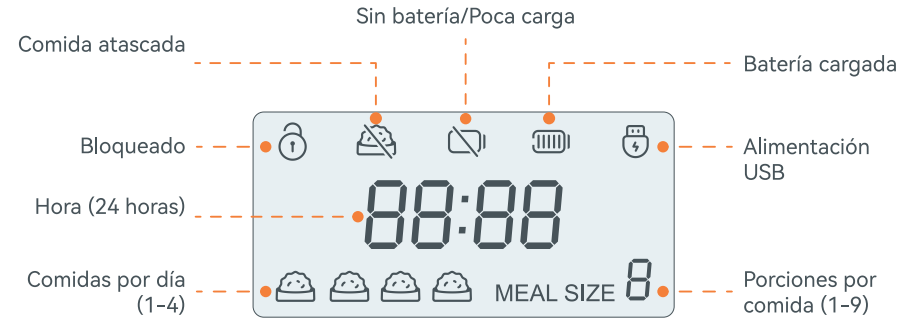 Sin batería/Poca carga
Comida atascada
Batería cargada
Bloqueado
Alimentación
USB
88:88
Hora (24 horas)
Comidas por día
(1-4)
MEAL SIZE 8
Porciones por
comida (1-9)